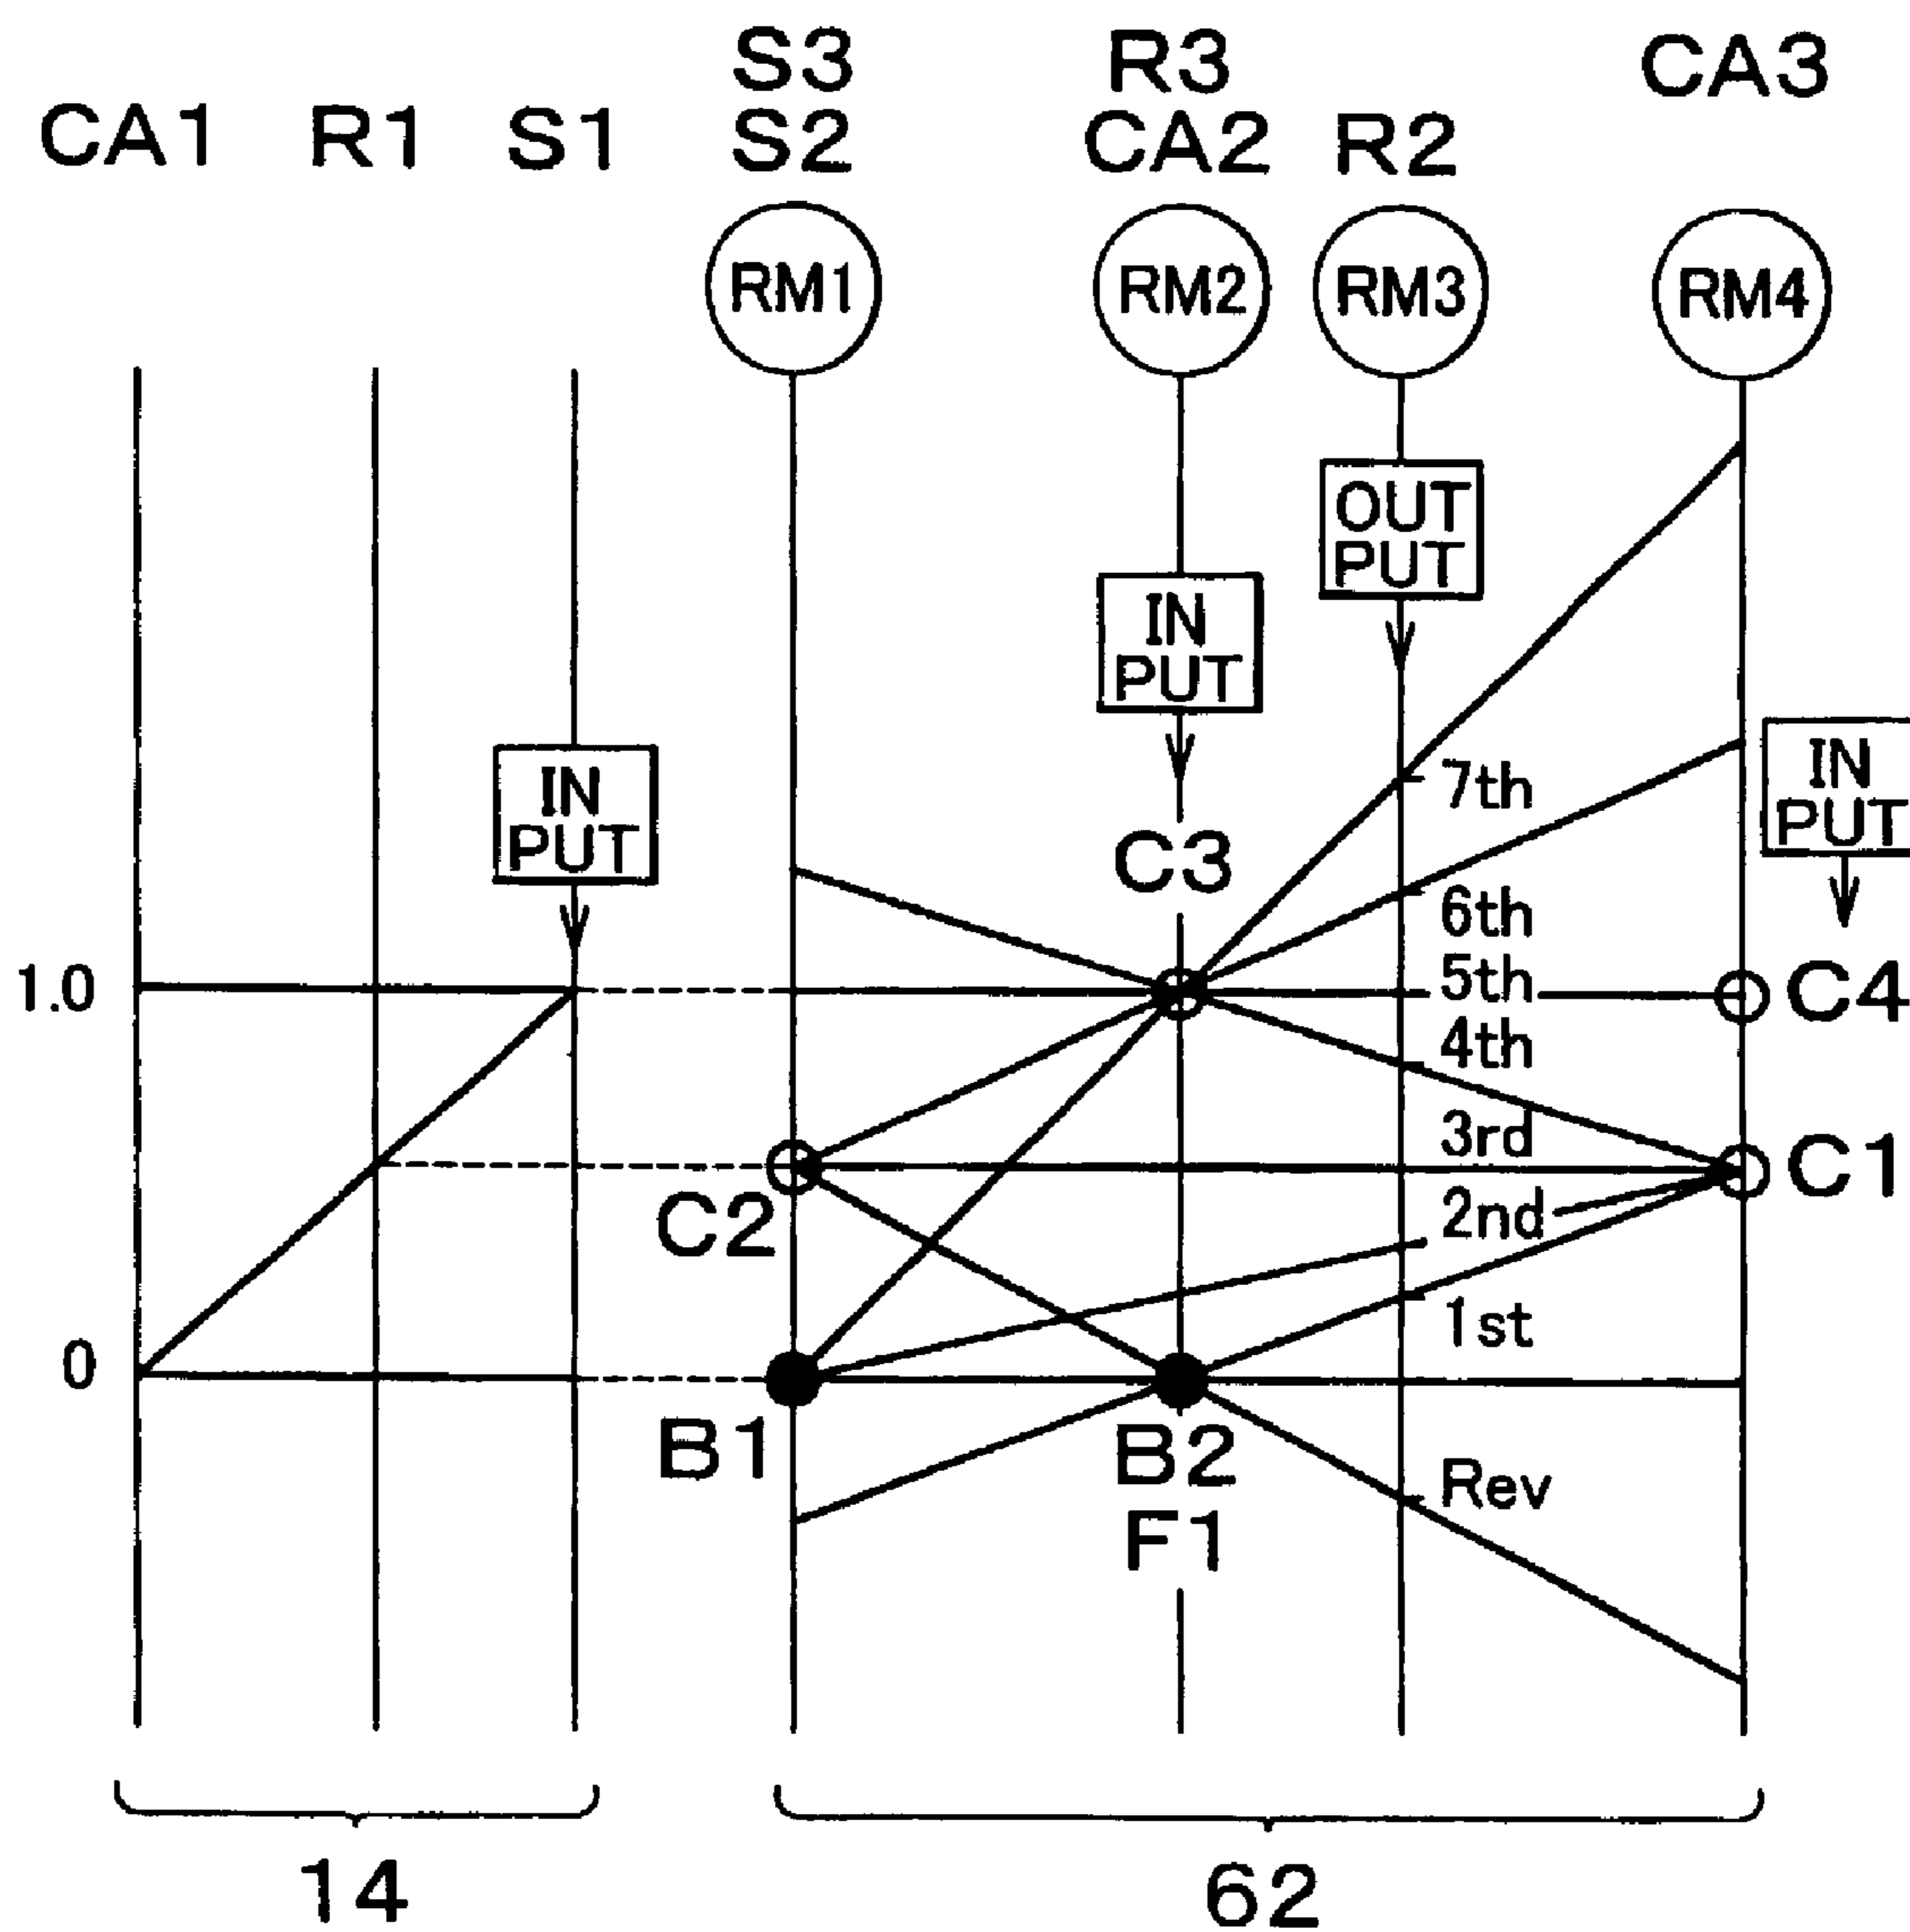 S3 R3 CA3
CA1 R1 S1 S2 CA2 R2
RM1 RM2 RM3 RM4
OUT
PUT
IN
PUT
IN
PUT
IN
PUT
7th
C3
6th
1.0
5th
C4
4th
3rd
C1
2nd
C2
1st
0
B1
B2
Rev
F1
14
62